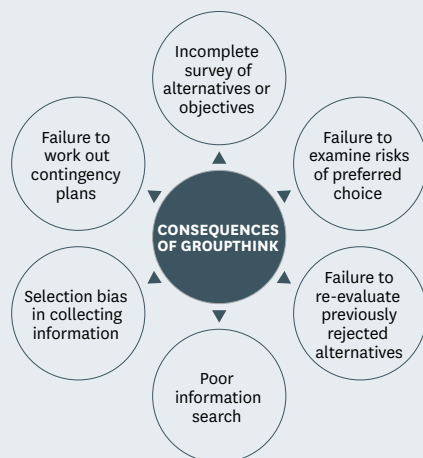 Incomplete
survey of
alternatives or
objectives
Failure to
examine risks
of preferred
choice
Failure to
re-evaluate
previously
rejected
alternatives
Poor
information
search
Selection bias
in collecting
information
Failure to
work out
contingency
plans
CONSEQUENCES
OF GROUPTHINK